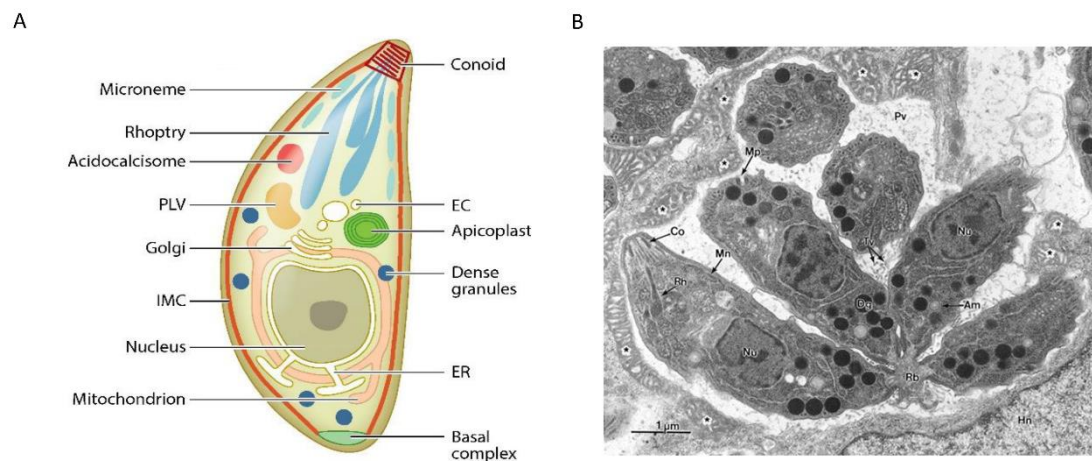 A
Conoid
Microneme
Rhoptry
Acidocalcisome
PLV
EC
Apicoplast
Golgi
Dense
granules
IMC
Nucleus
ER
Mitochondrion
Basal
complex
B
Pv
Mp
Co
Mn
Tv
Nu
Rh
Dg
Am
Nu
Rb
Hn
1 µm